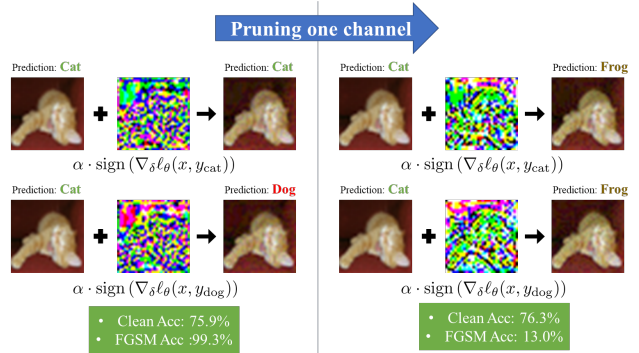 Pruning one channel
Prediction: Cat
Prediction: Cat
Prediction: Cat
Prediction: Frog
α · sign (∇δℓθ(x, ycat))
α · sign (∇δℓθ(x, ycat))
Prediction: Cat
Prediction: Dog
Prediction: Cat
Prediction: Frog
α · sign (∇δℓθ(x, ydog))
α · sign (∇δℓθ(x, ydog))
• Clean Acc: 75.9%
• FGSM Acc :99.3%
• Clean Acc: 76.3%
• FGSM Acc: 13.0%